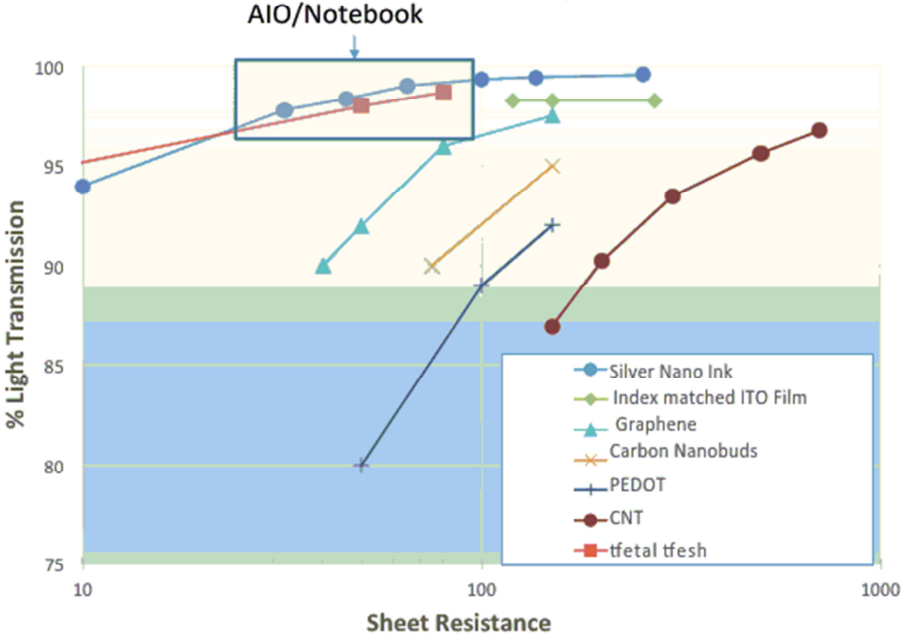 AIO/Notebook
100
95
90
85
80
75
% Light Transmission
10
100
1000
Sheet Resistance
Silver Nano Ink
Index matched ITO Film
Graphene
Carbon Nanobuds
PEDOT
CNT
tfetal tfesh